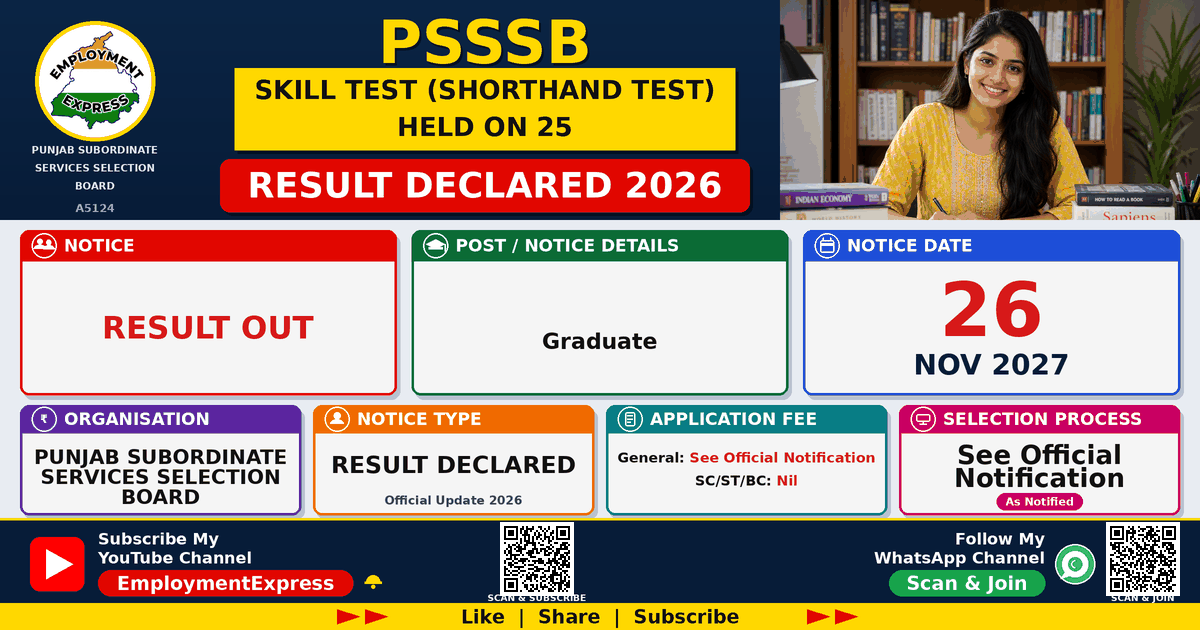 EMPLOYMENT
EXPRESS
PUNJAB SUBORDINATE
SERVICES SELECTION
BOARD
A5124
PSSSB
SKILL TEST (SHORTHAND TEST)
HELD ON 25
RESULT DECLARED 2026
INDIAN ECONOMY
WORLD HISTORY
HOW TO READ A BOOK
Sapiens
NOTICE
RESULT OUT
POST / NOTICE DETAILS
Graduate
NOTICE DATE
26
NOV 2027
₹ ORGANISATION
PUNJAB SUBORDINATE
SERVICES SELECTION
BOARD
NOTICE TYPE
RESULT DECLARED
Official Update 2026
APPLICATION FEE
General: See Official Notification
SC/ST/BC: Nil
SELECTION PROCESS
See Official
Notification
As Notified
Subscribe My
YouTube Channel
EmploymentExpress
SCAN & SUBSCRIBE
Follow My
WhatsApp Channel
Scan & Join
SCAN & JOIN
Like | Share | Subscribe